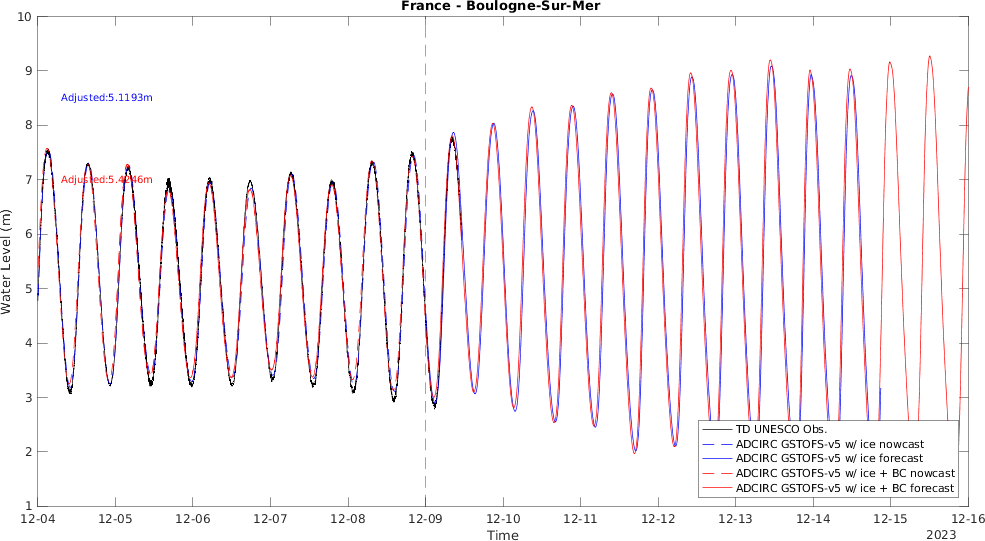 France - Boulogne-Sur-Mer
10
9
8
7
6
5
4
3
2
1
Water Level (m)
Adjusted:5.1193m
Adjusted:5.4246m
TD UNESCO Obs.
ADCIRC GSTOFS-v5 w/ ice nowcast
ADCIRC GSTOFS-v5 w/ ice forecast
ADCIRC GSTOFS-v5 w/ ice + BC nowcast
ADCIRC GSTOFS-v5 w/ ice + BC forecast
12-04 12-05 12-06 12-07 12-08 12-09 12-10 12-11 12-12 12-13 12-14 12-15 12-16
Time
2023